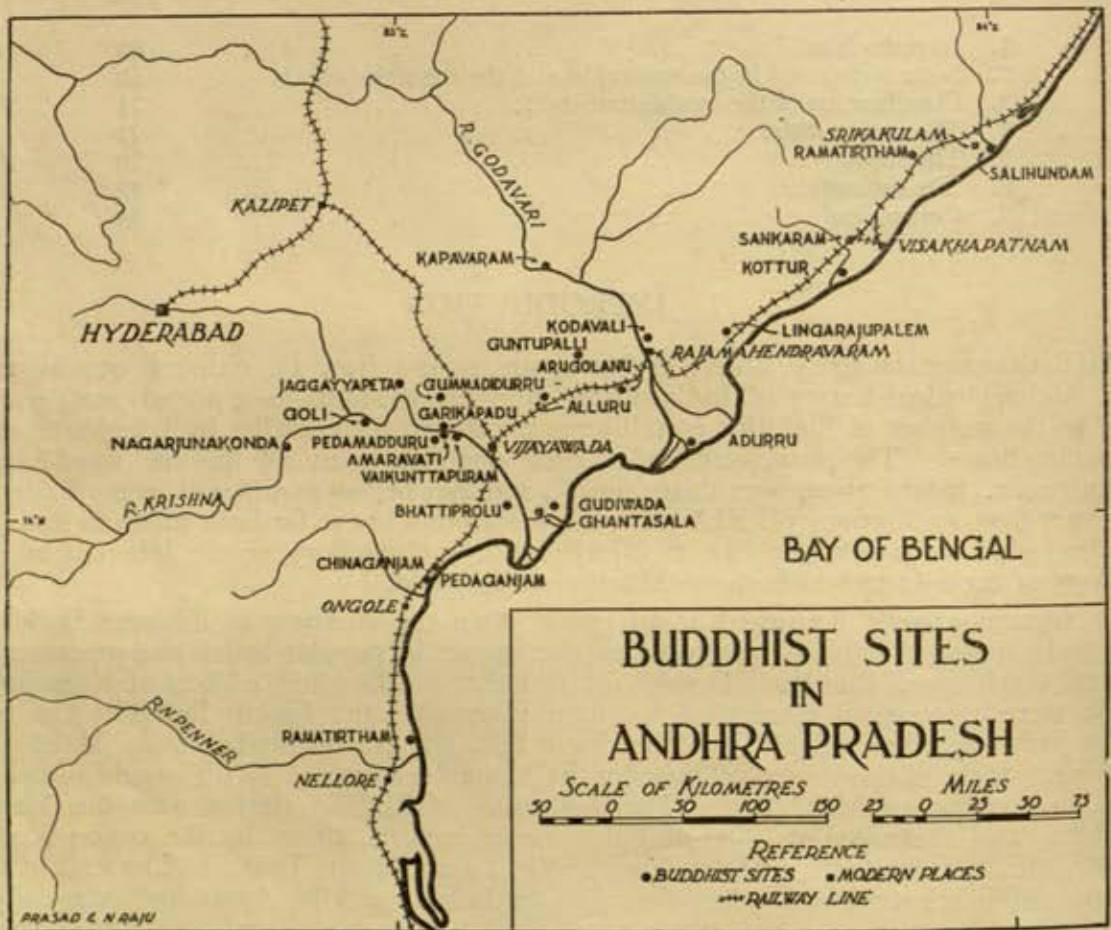 R. GODAVARI
SRIKAKULAM
RAMATIRTHAM
SALIHUNDAM
KALIPET
SANKARAM
VISAKHAPATNAM
KAPAVARAM
KOTTUR
HYDERABAD
KODAVALI
LINGARAJUPALEM
GUNTUPALLI
RAJAMAHENDRAVARAM
ARUGOLANU
JAGGAYYAPETA
GUMMADIDURRU
ALLURU
GOLI
GARIKAPADU
NAGARJUNAKONDA
PEDAMADDURU
VIJAYAWADA
ADURRU
AMARAVATI
VAIKUNTTAPURAM
R. KRISHNA
BHATTIPROLU
GUDIWADA
GHANTASALA
BAY OF BENGAL
CHINAGANJAM
PEDAGANJAM
ONGOLE
R.N.PENNER
RAMATIRTHAM
NELLORE
BUDDHIST SITES
IN
ANDHRA PRADESH
SCALE OF KILOMETRES MILES
50 0 50 100 150 25 0 25 50 75
REFERENCE
BUDDHIST SITES MODERN PLACES
RAILWAY LINE
PRASAD & N RAJU